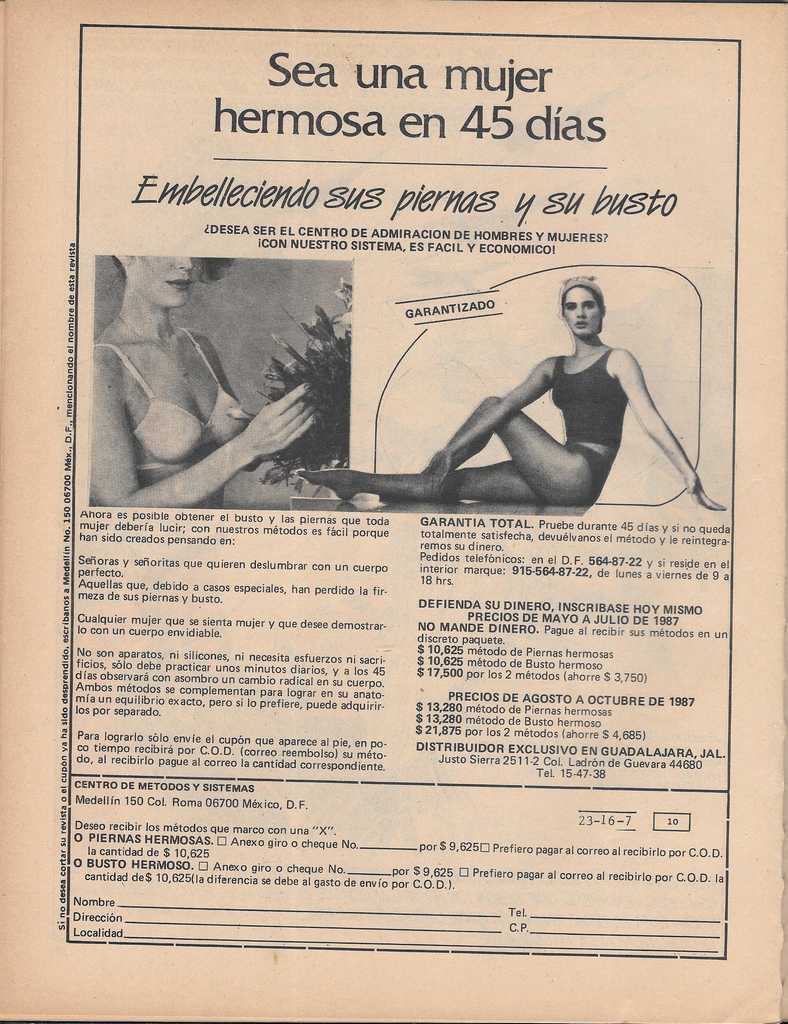 Sea una mujer
hermosa en 45 días
Embelleciendo sus piernas y su busto
¿DESEA SER EL CENTRO DE ADMIRACION DE HOMBRES Y MUJERES?
¡CON NUESTRO SISTEMA, ES FACIL Y ECONOMICO!
GARANTIZADO
Ahora es posible obtener el busto y las piernas que toda
mujer debería lucir; con nuestros métodos es fácil porque
han sido creados pensando en:
Señoras y señoritas que quieren deslumbrar con un cuerpo
perfecto.
Aquellas que, debido a casos especiales, han perdido la fir-
meza de sus piernas y busto.
Cualquier mujer que se sienta mujer y que desee demostrar-
lo con un cuerpo envidiable.
No son aparatos, ni silicones, ni necesita esfuerzos ni sacri-
ficios, sólo debe practicar unos minutos diarios, y a los 45
días observará con asombro un cambio radical en su cuerpo.
Ambos métodos se complementan para lograr en su anato-
mía un equilibrio exacto, pero si lo prefiere, puede adquirir-
los por separado.
Para lograrlo sólo envíe el cupón que aparece al pie, en po-
co tiempo recibirá por C.O.D. (correo reembolso) su méto-
do, al recibirlo pague al correo la cantidad correspondiente.
GARANTIA TOTAL. Pruebe durante 45 días y si no queda
totalmente satisfecha, devuélvanos el método y le reintegra-
remos su dinero.
Pedidos telefónicos: en el D.F. 564-87-22 y si reside en el
interior marque: 915-564-87-22, de lunes a viernes de 9 a
18 hrs.
DEFIENDA SU DINERO, INSCRIBASE HOY MISMO
PRECIOS DE MAYO A JULIO DE 1987
NO MANDE DINERO. Pague al recibir sus métodos en un
discreto paquete.
$ 10,625 método de Piernas hermosas
$ 10,625 método de Busto hermoso
$ 17,500 por los 2 métodos (ahorre $ 3,750)
PRECIOS DE AGOSTO A OCTUBRE DE 1987
$ 13,280 método de Piernas hermosas
$ 13,280 método de Busto hermoso
$ 21,875 por los 2 métodos (ahorre $ 4,685)
DISTRIBUIDOR EXCLUSIVO EN GUADALAJARA, JAL.
Justo Sierra 2511-2 Col. Ladrón de Guevara 44680
Tel. 15-47-38
Si no desea cortar su revista o el cupón ya ha sido desprendido, escríbanos a Medellín No. 150 06700 Méx., D.F., mencionando el nombre de esta revista
CENTRO DE METODOS Y SISTEMAS
Medellín 150 Col. Roma 06700 México, D.F.
23-16-7 10
Deseo recibir los métodos que marco con una "X".
O PIERNAS HERMOSAS. □ Anexo giro o cheque No.__________por $ 9,625□ Prefiero pagar al correo al recibirlo por C.O.D.
la cantidad de $ 10,625
O BUSTO HERMOSO. □ Anexo giro o cheque No.__________por $ 9,625 □ Prefiero pagar al correo al recibirlo por C.O.D. la
cantidad de$ 10,625(la diferencia se debe al gasto de envío por C.O.D.).
Nombre
Dirección Tel.
Localidad C.P.